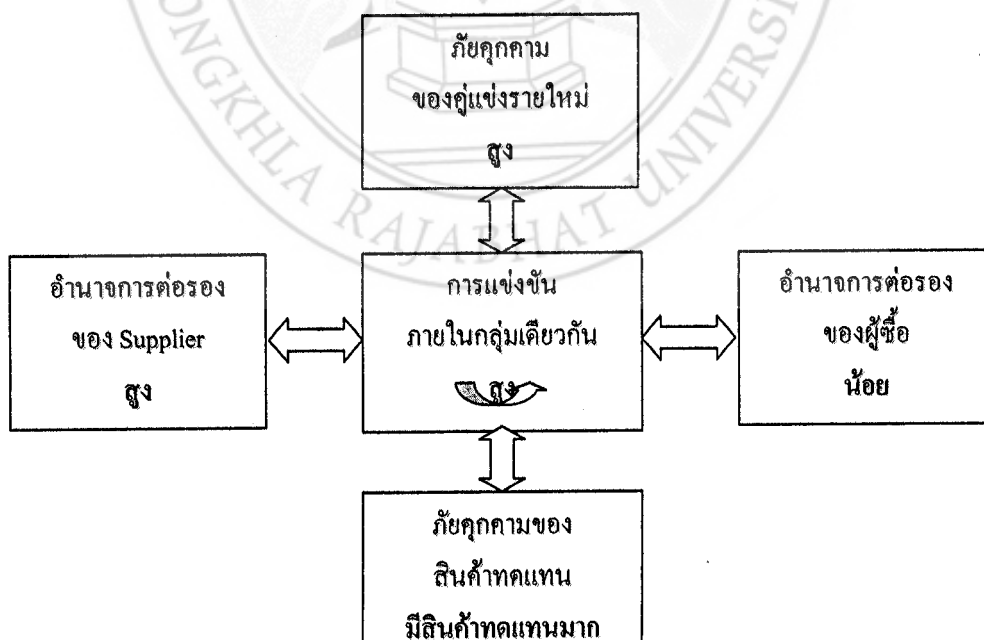 ภัยคุกคาม
ของคู่แข่งรายใหม่
สูง
อำนาจการต่อรอง
ของ Supplier
สูง
การแข่งขัน
ภายในกลุ่มเดียวกัน
สูง
อำนาจการต่อรอง
ของผู้ซื้อ
น้อย
ภัยคุกคามของ
สินค้าทดแทน
มีสินค้าทดแทนมาก
RAJABHAT